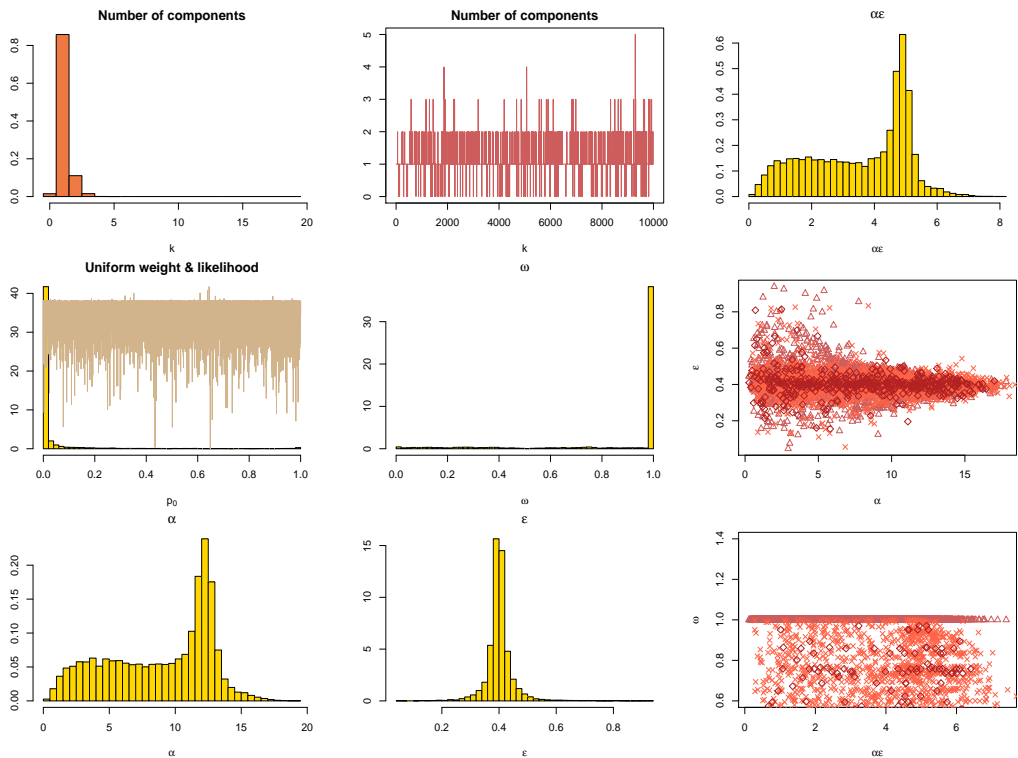 Number of components
0.0 0.2 0.4 0.6 0.8
0 5 10 15 20
k
Number of components
0 1 2 3 4 5
0 2000 4000 6000 8000 10000
k
αε
0.0 0.1 0.2 0.3 0.4 0.5 0.6
0 2 4 6 8
αε
Uniform weight & likelihood
0 10 20 30 40
0.0 0.2 0.4 0.6 0.8 1.0
p0
ω
0 10 20 30
0.0 0.2 0.4 0.6 0.8 1.0
ω
ε
0.2 0.4 0.6 0.8
0 5 10 15
α
α
0.00 0.05 0.10 0.15 0.20
0 5 10 15 20
α
ε
0 5 10 15
0.2 0.4 0.6 0.8
ε
ω
0.6 0.8 1.0 1.2 1.4
0 2 4 6
αε